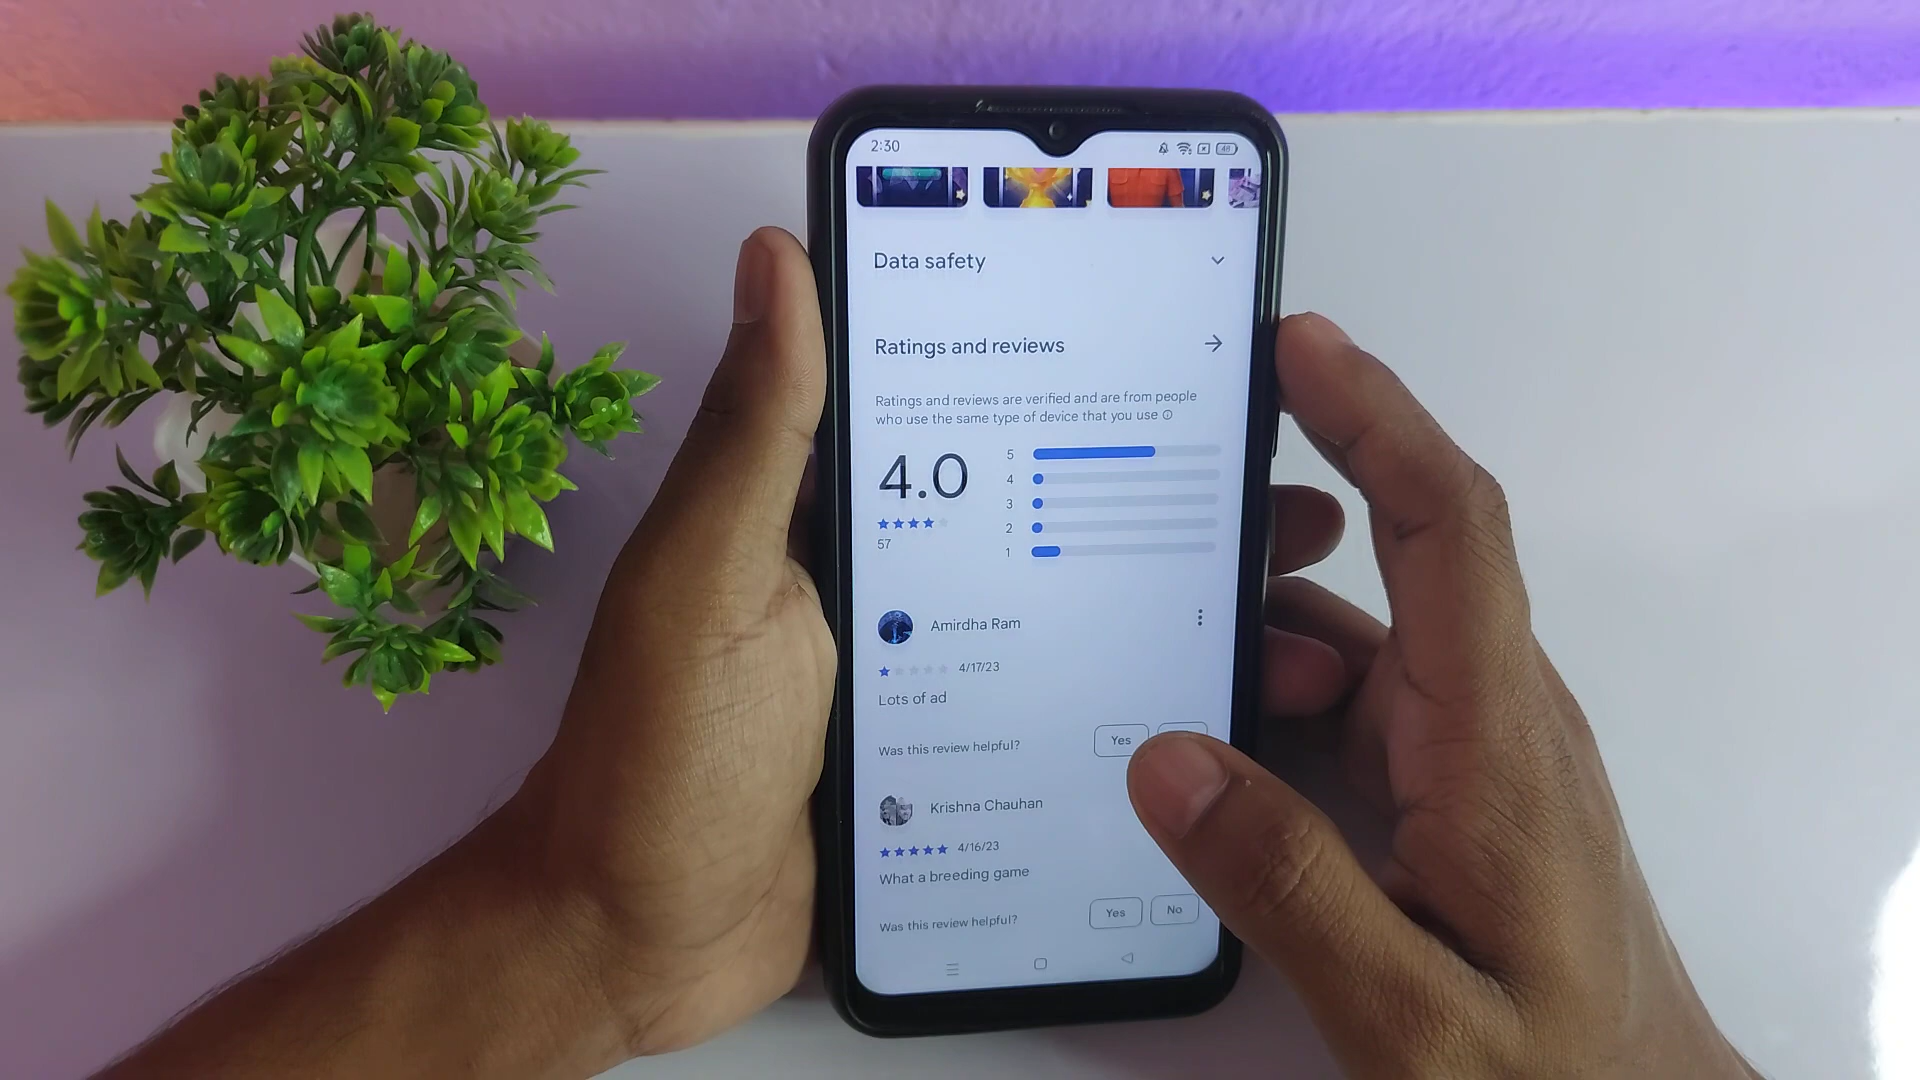 2:30
48
Data safety
Ratings and reviews
Ratings and reviews are verified and are from people
who use the same type of device that you use
4.0
57
5
4
3
2
1
Amirdha Ram
4/17/23
Lots of ad
Was this review helpful?
Yes
Krishna Chauhan
4/16/23
What a breeding game
Was this review helpful?
Yes
No